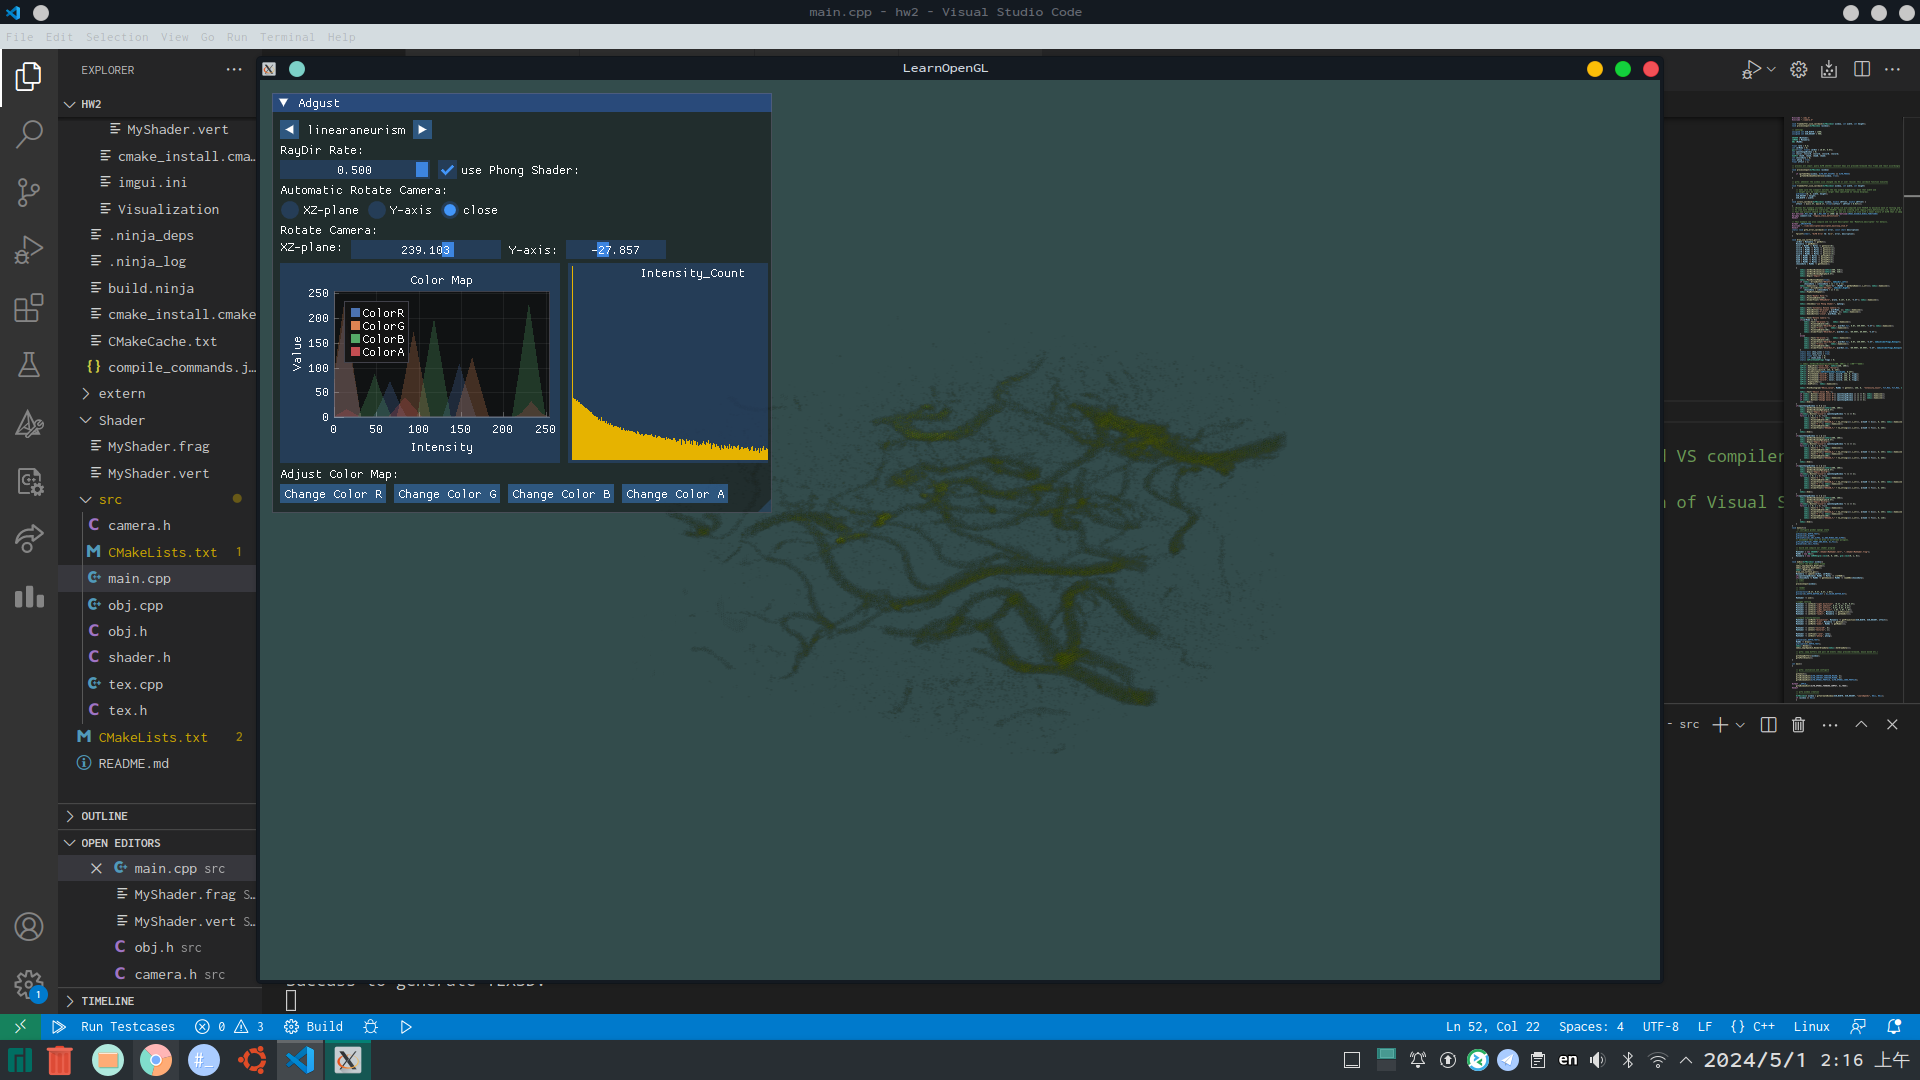 main.cpp - hw2 - Visual Studio Code
File Edit Selection View Go Run Terminal Help
EXPLORER
HW2
MyShader.vert
cmake_install.cma…
imgui.ini
Visualization
.ninja_deps
.ninja_log
build.ninja
cmake_install.cmake
CMakeCache.txt
compile_commands.j…
extern
Shader
MyShader.frag
MyShader.vert
src
camera.h
CMakeLists.txt 1
main.cpp
obj.cpp
obj.h
shader.h
tex.cpp
tex.h
CMakeLists.txt 2
README.md
OUTLINE
OPEN EDITORS
main.cpp src
MyShader.frag S…
MyShader.vert S…
obj.h src
camera.h src
TIMELINE
LearnOpenGL
Adgust
linearaneurism
RayDir Rate:
0.500 use Phong Shader:
Automatic Rotate Camera:
XZ-plane Y-axis close
Rotate Camera:
XZ-plane: 239.103 Y-axis: -27.857
Color Map
250
200
150
100
50
0
0 50 100 150 200 250
Value
Intensity
ColorR
ColorG
ColorB
ColorA
Intensity_Count
Adjust Color Map:
Change Color R Change Color G Change Color B Change Color A
VS compiler
of Visual S
- src
1
Run Testcases 0 3 Build
Ln 52, Col 22 Spaces: 4 UTF-8 LF {} C++ Linux
en 2024/5/1 2:16 上午